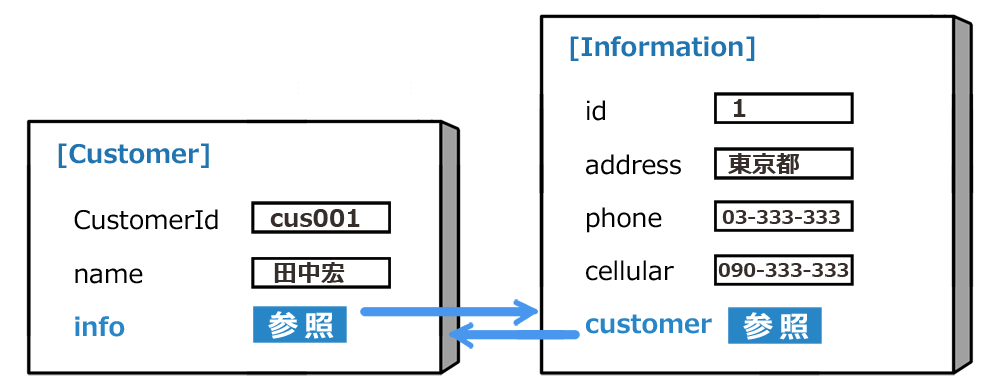 [Customer]
CustomerId cus001
name 田中宏
info 参照
[Information]
id 1
address 東京都
phone 03-333-333
cellular 090-333-333
customer 参照